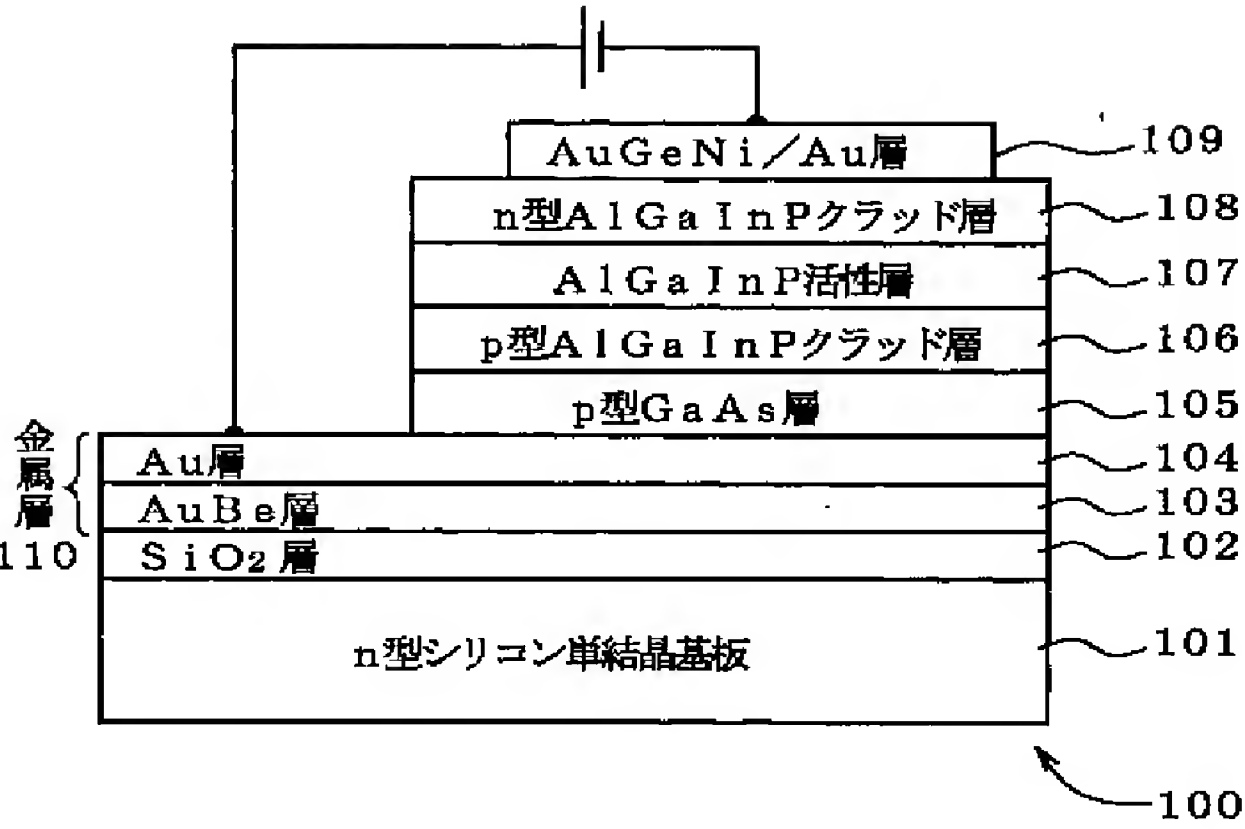 AuGeNi／Au層
109
n型AlGaInPクラッド層
108
AlGaInP活性層
107
p型AlGaInPクラッド層
106
p型GaAs層
105
金属層
110
Au層
104
AuBe層
103
SiO2層
102
n型シリコン単結晶基板
101
100